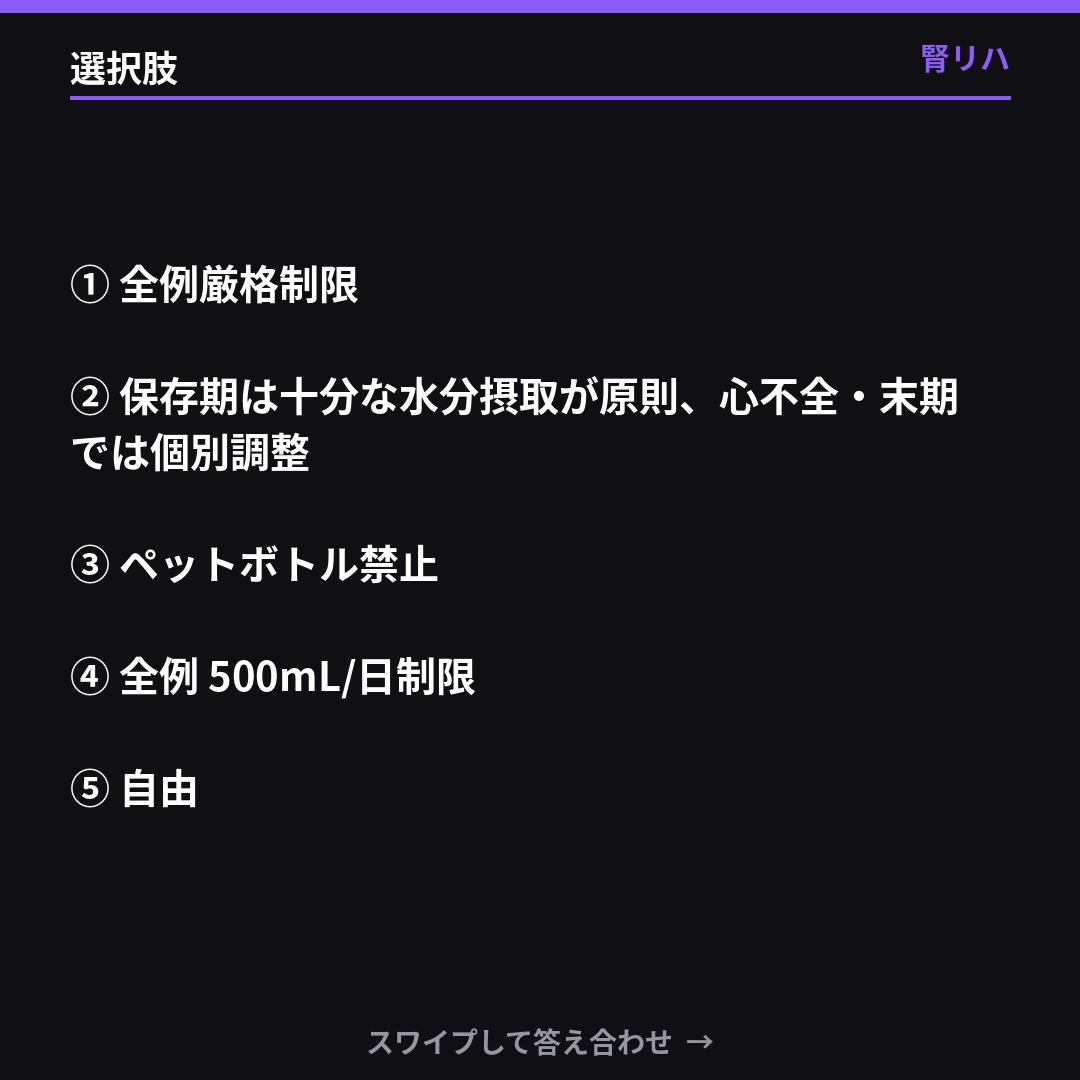 選択肢
腎リハ
① 全例厳格制限
② 保存期は十分な水分摂取が原則、心不全・末期
では個別調整
③ ペットボトル禁止
④ 全例 500mL/日制限
⑤ 自由
スワイプして答え合わせ →